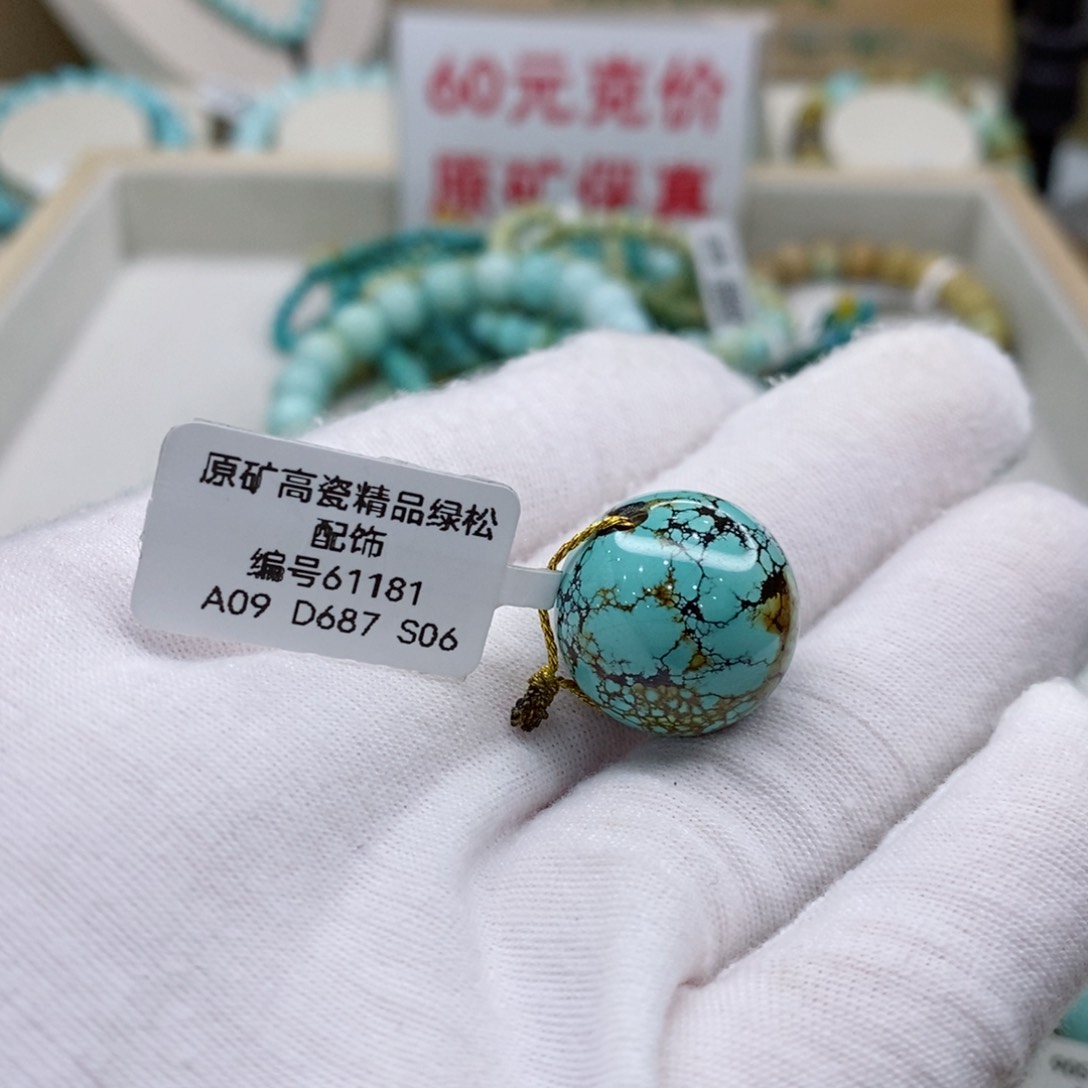 60元竞价
原矿保真
原矿高瓷精品绿松
配饰
编号61181
A09 D687 S06